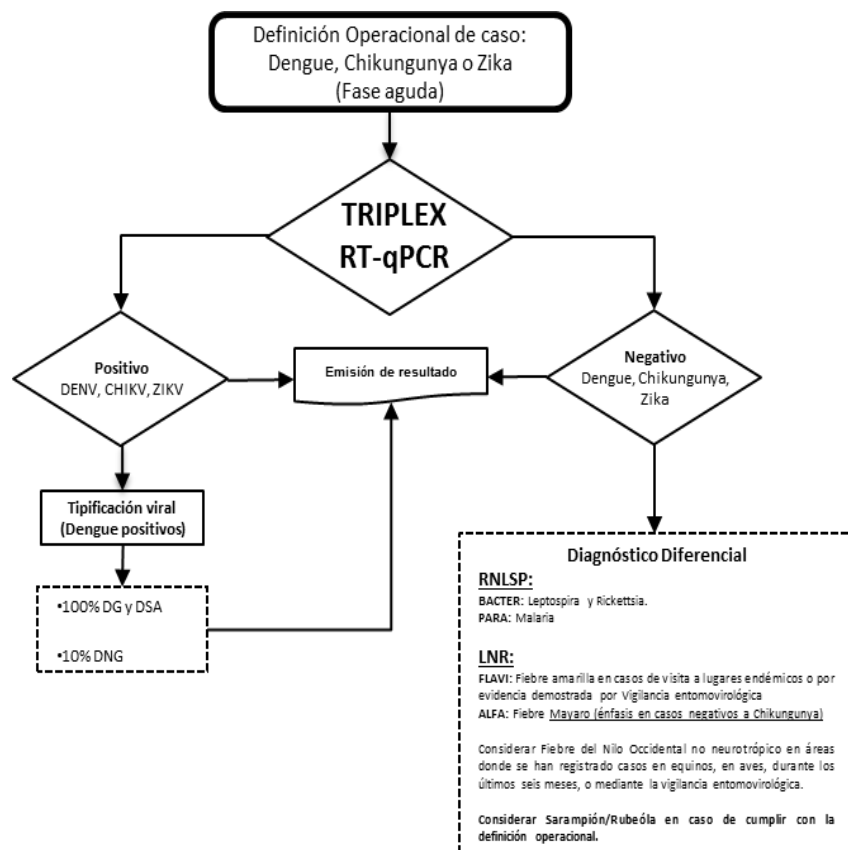 Definición Operacional de caso:
Dengue, Chikungunya o Zika
(Fase aguda)
TRIPLEX
RT-qPCR
Positivo
DENV, CHIKV, ZIKV
Emisión de resultado
Negativo
Dengue, Chikungunya,
Zika
Tipificación viral
(Dengue positivos)
•100% DG y DSA
•10% DNG
Diagnóstico Diferencial
RNLSP:
BACTER: Leptospira y Rickettsia.
PARA: Malaria
LNR:
FLAVI: Fiebre amarilla en casos de visita a lugares endémicos o por
evidencia demostrada por Vigilancia entomovirológica
ALFA: Fiebre Mayaro (énfasis en casos negativos a Chikungunya)
Considerar Fiebre del Nilo Occidental no neurotrópico en áreas
donde se han registrado casos en equinos, en aves, durante los
últimos seis meses, o mediante la vigilancia entomovirológica.
Considerar Sarampión/Rubeóla en caso de cumplir con la
definición operacional.